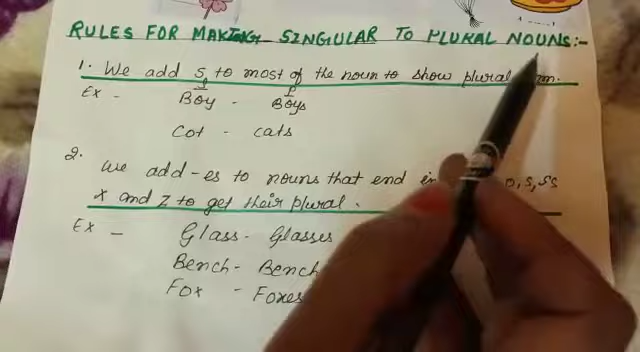 RULES FOR MAKING SINGULAR TO PLURAL NOUNS:-
1. We add s, to most of the noun to show plural
Ex - Boy - Boys
Cot - cats
2. We add -es to nouns that end in o, s, ss
x and z to get their plural.
Ex - Glass - Glasses
Bench - Bench
Fox - Foxes